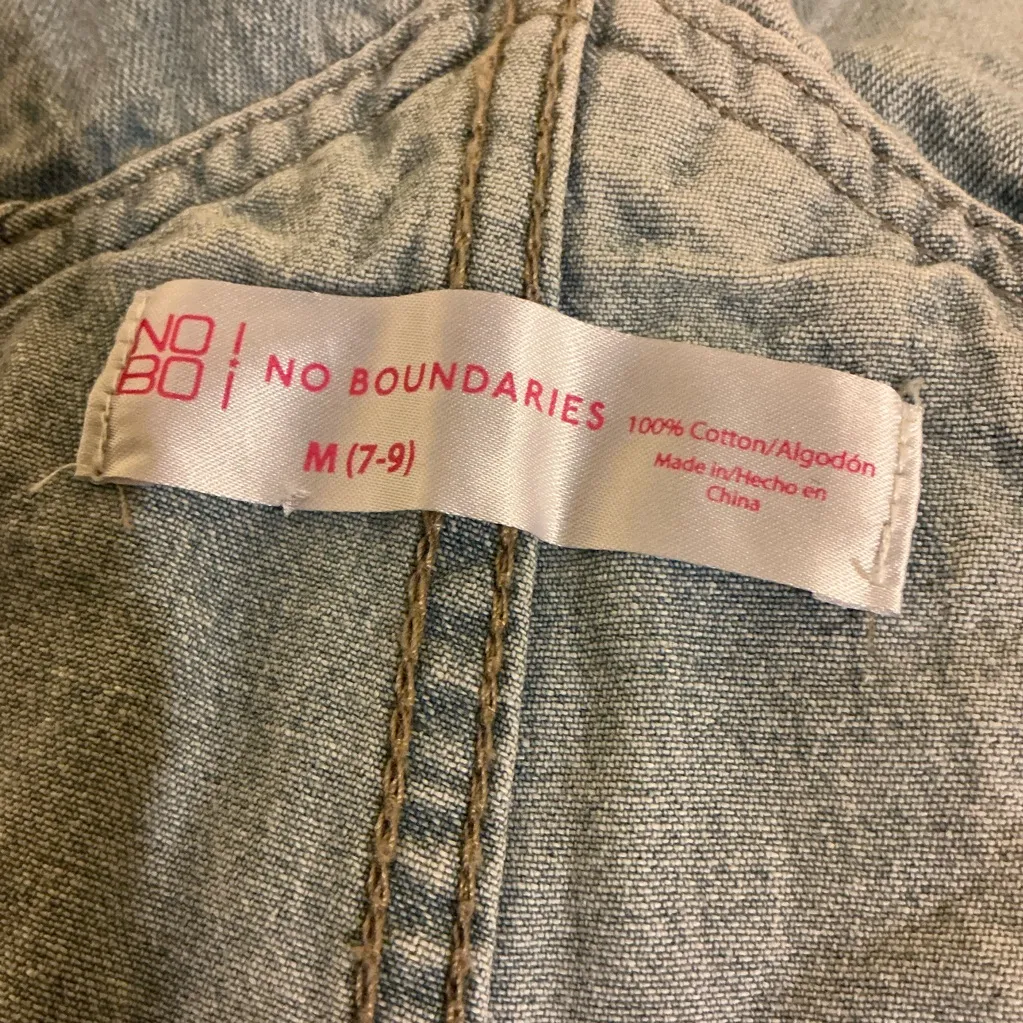 NO
BO
NO BOUNDARIES
M (7-9)
100% Cotton/Algodón
Made in/Hecho en
China